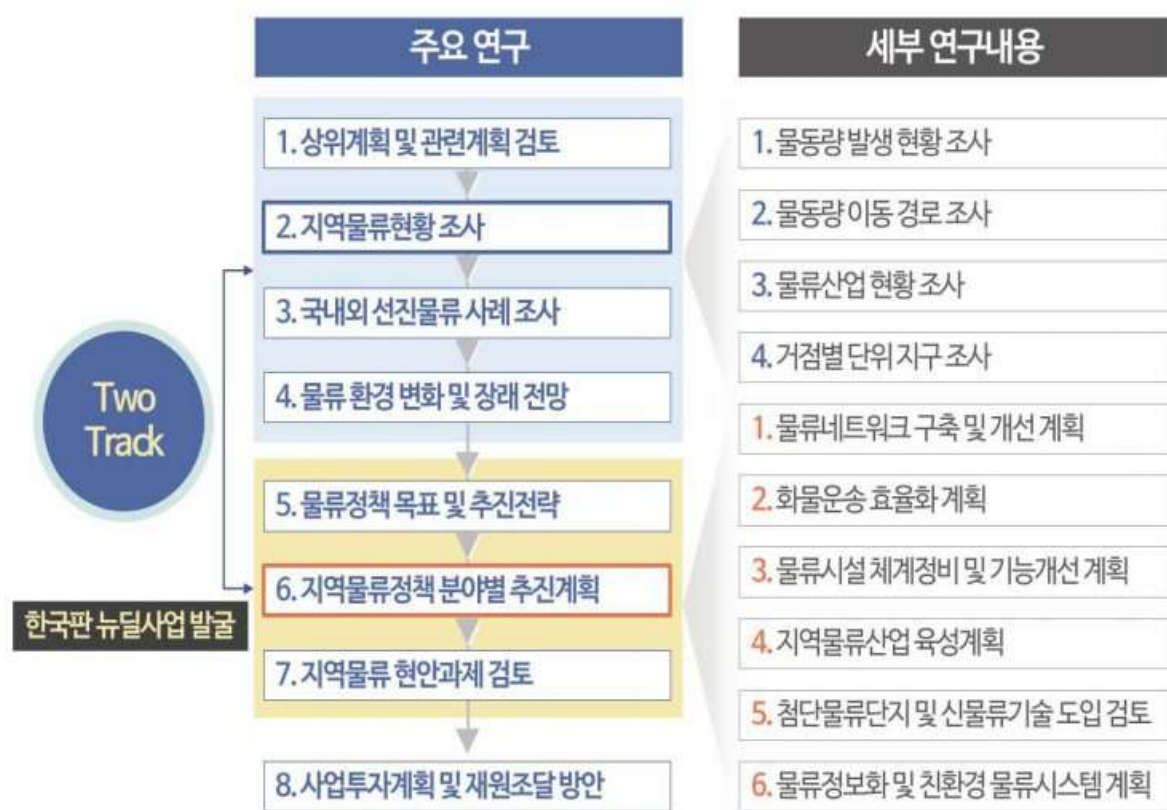 주요 연구
1. 상위계획 및 관련계획 검토
2. 지역물류현황 조사
3. 국내외 선진물류 사례 조사
4. 물류 환경 변화 및 장래 전망
5. 물류정책 목표 및 추진전략
6. 지역물류정책 분야별 추진계획
7. 지역물류 현안과제 검토
8. 사업투자계획 및 재원조달 방안
Two
Track
한국판 뉴딜사업 발굴
세부 연구내용
1. 물동량 발생 현황 조사
2. 물동량 이동 경로 조사
3. 물류산업 현황 조사
4. 거점별 단위 지구 조사
1. 물류네트워크 구축 및 개선 계획
2. 화물운송 효율화 계획
3. 물류시설 체계정비 및 기능개선 계획
4. 지역물류산업 육성계획
5. 첨단물류단지 및 신물류기술 도입 검토
6. 물류정보화 및 친환경 물류시스템 계획